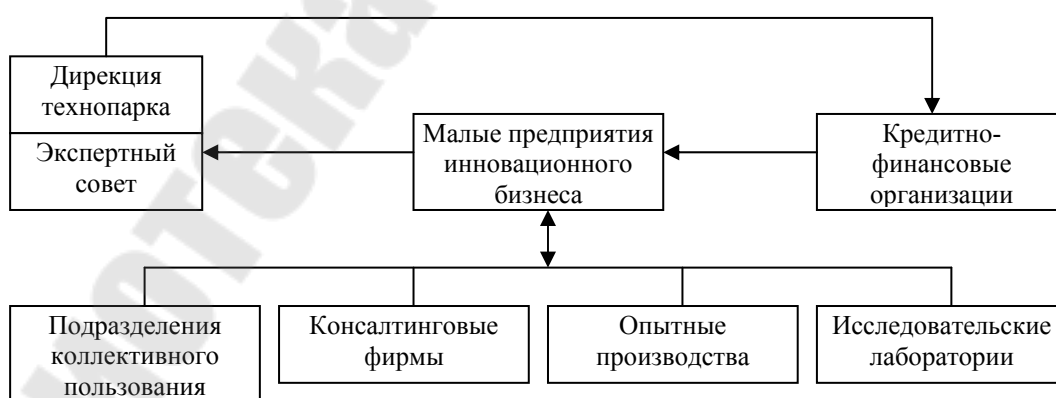 Дирекция
технопарка
Экспертный
совет
Малые предприятия
инновационного
бизнеса
Кредитно-
финансовые
организации
Подразделения
коллективного
пользования
Консалтинговые
фирмы
Опытные
производства
Исследовательские
лаборатории